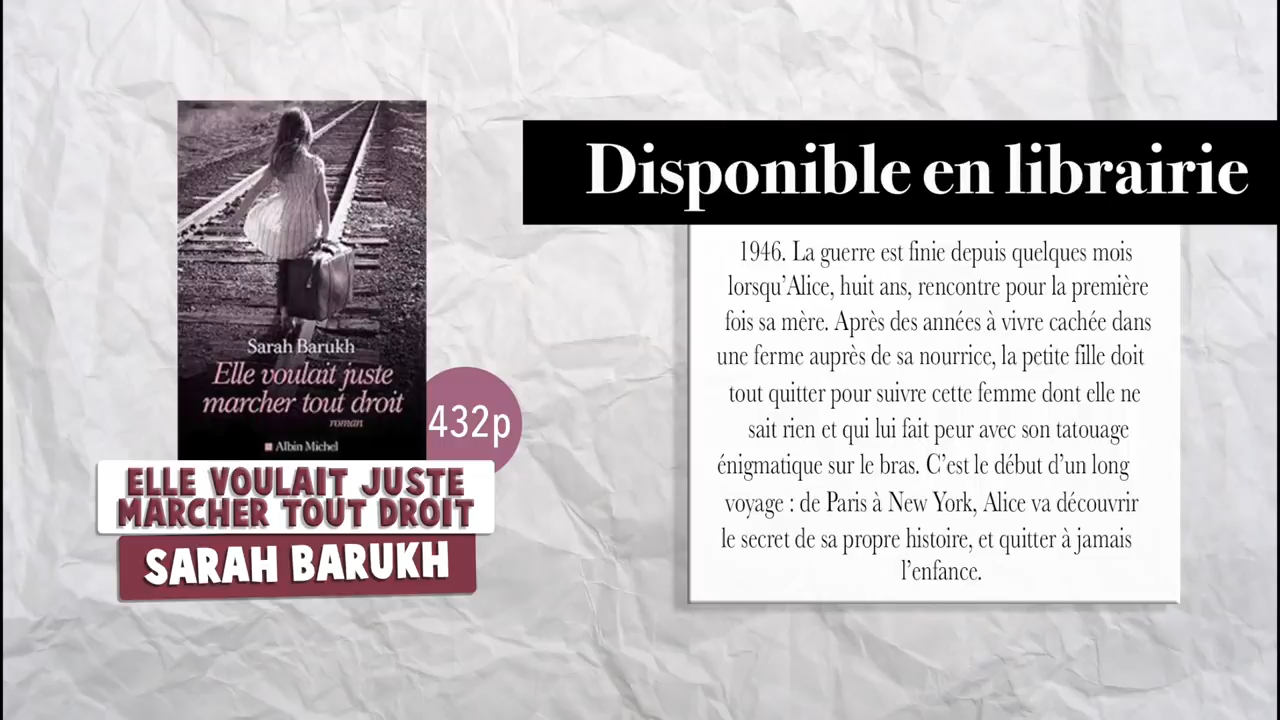 Sarah Barukh
Elle voulait juste
marcher tout droit
roman
Albin Michel
432p
ELLE VOULAIT JUSTE
MARCHER TOUT DROIT
SARAH BARUKH
Disponible en librairie
1946. La guerre est finie depuis quelques mois
lorsqu’Alice, huit ans, rencontre pour la première
fois sa mère. Après des années à vivre cachée dans
une ferme auprès de sa nourrice, la petite fille doit
tout quitter pour suivre cette femme dont elle ne
sait rien et qui lui fait peur avec son tatouage
énigmatique sur le bras. C’est le début d’un long
voyage : de Paris à New York, Alice va découvrir
le secret de sa propre histoire, et quitter à jamais
l’enfance.